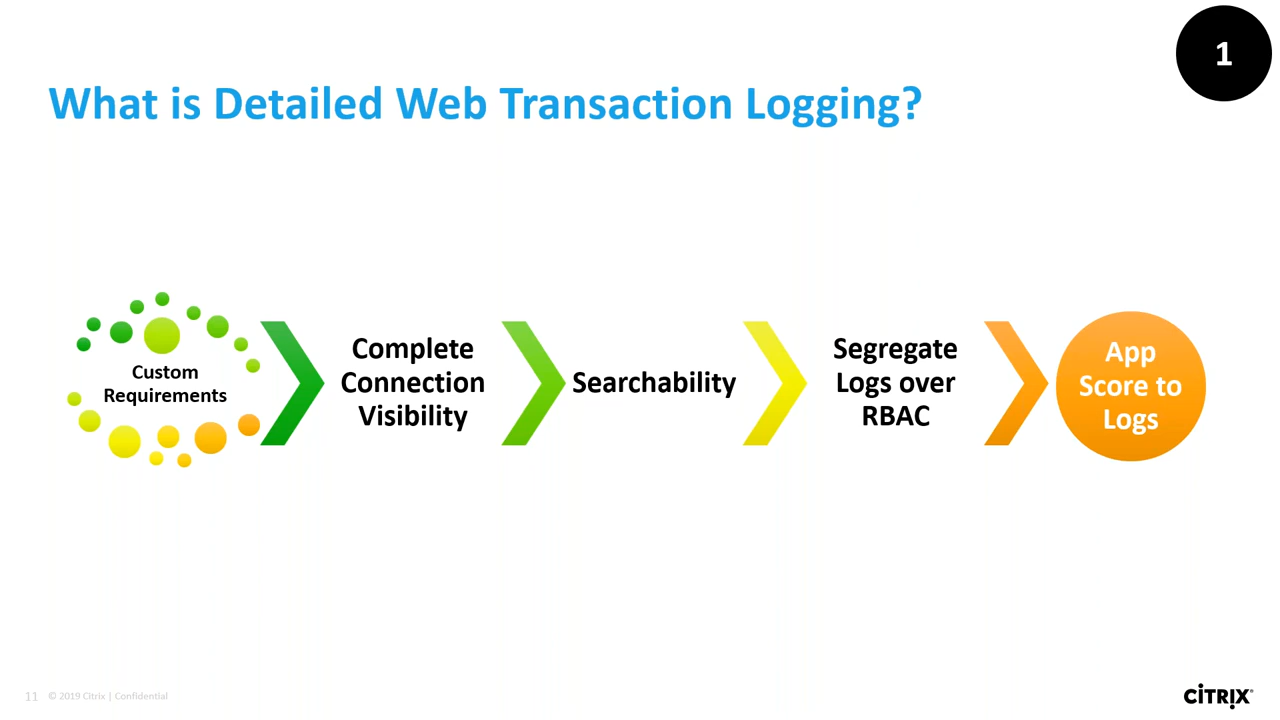 1
What is Detailed Web Transaction Logging?
Custom
Requirements
Complete
Connection
Visibility
Searchability
Segregate
Logs over
RBAC
App
Score to
Logs
11 © 2019 Citrix | Confidential
CITRIX®